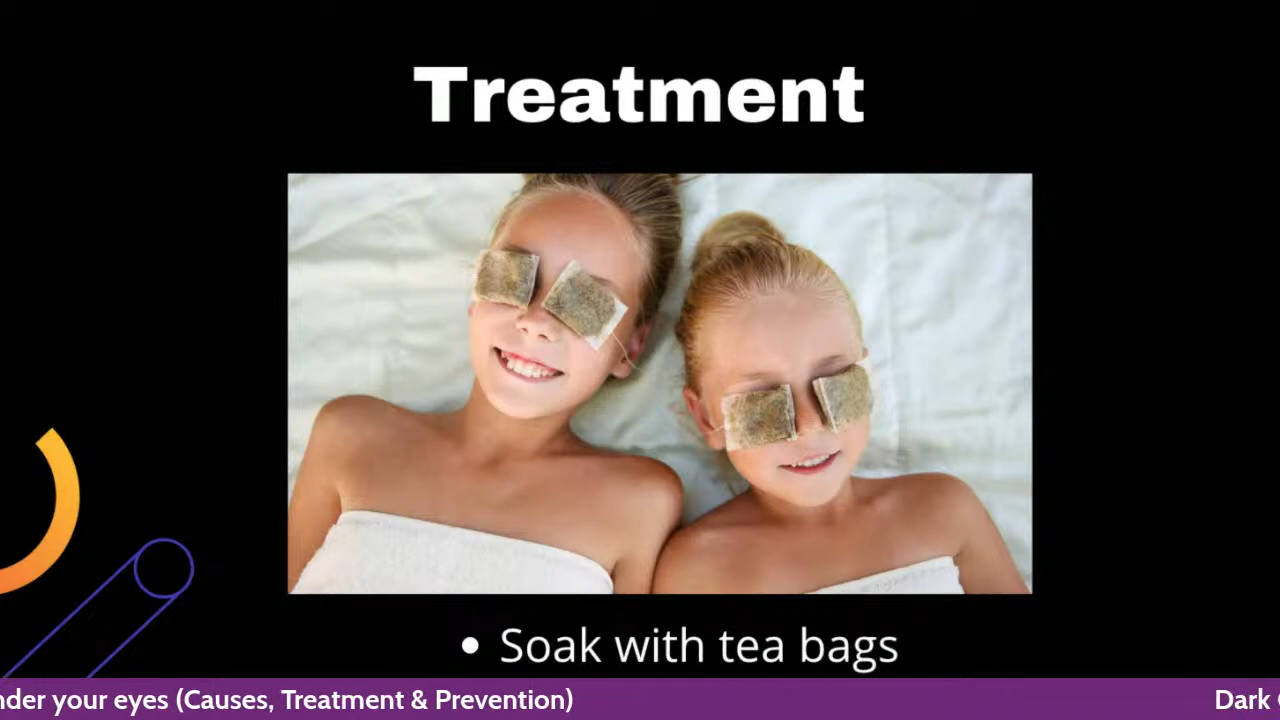 Treatment
• Soak with tea bags
nder your eyes (Causes, Treatment & Prevention) Dark